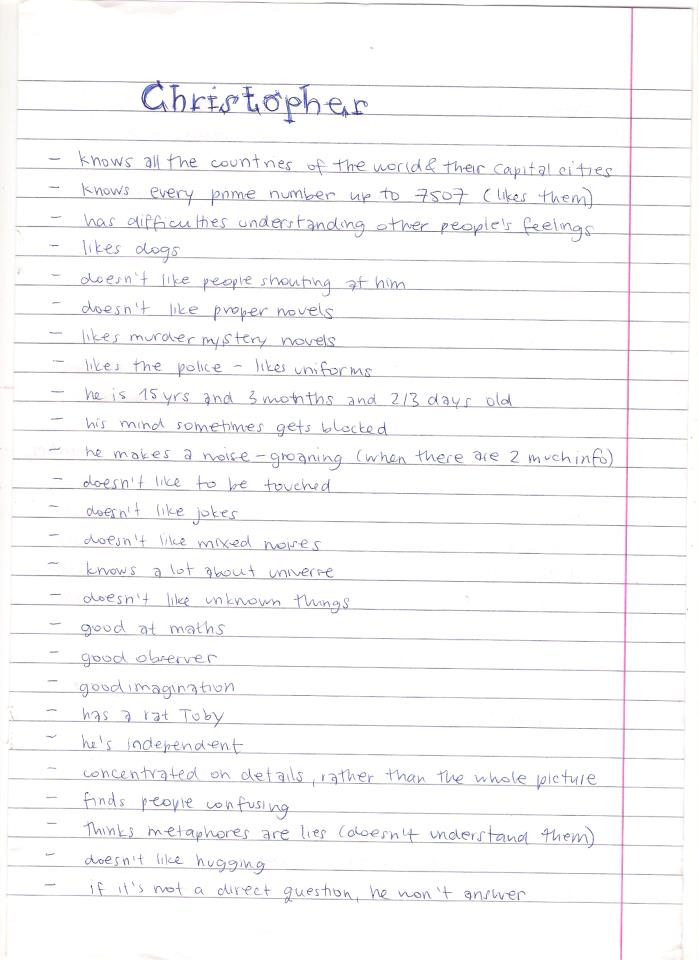 Christopher
- knows all the countries of the world & their capital cities
- knows every prime number up to 7507 (likes them)
- has difficulties understanding other people's feelings
- likes dogs
- doesn't like people shouting at him
- doesn't like proper novels
- likes murder mystery novels
- likes the police - likes uniforms
- he is 15 yrs and 3 months and 2/3 days old
- his mind sometimes gets blocked
- he makes a noise - groaning (when there are 2 much info)
- doesn't like to be touched
- doesn't like jokes
- doesn't like mixed noises
- knows a lot about universe
- doesn't like unknown things
- good at maths
- good observer
- good imagination
- has a rat Toby
- he's independent
- concentrated on details, rather than the whole picture
- finds people confusing
- thinks metaphores are lies (doesn't understand them)
- doesn't like hugging
- if it's not a direct question, he won't answer